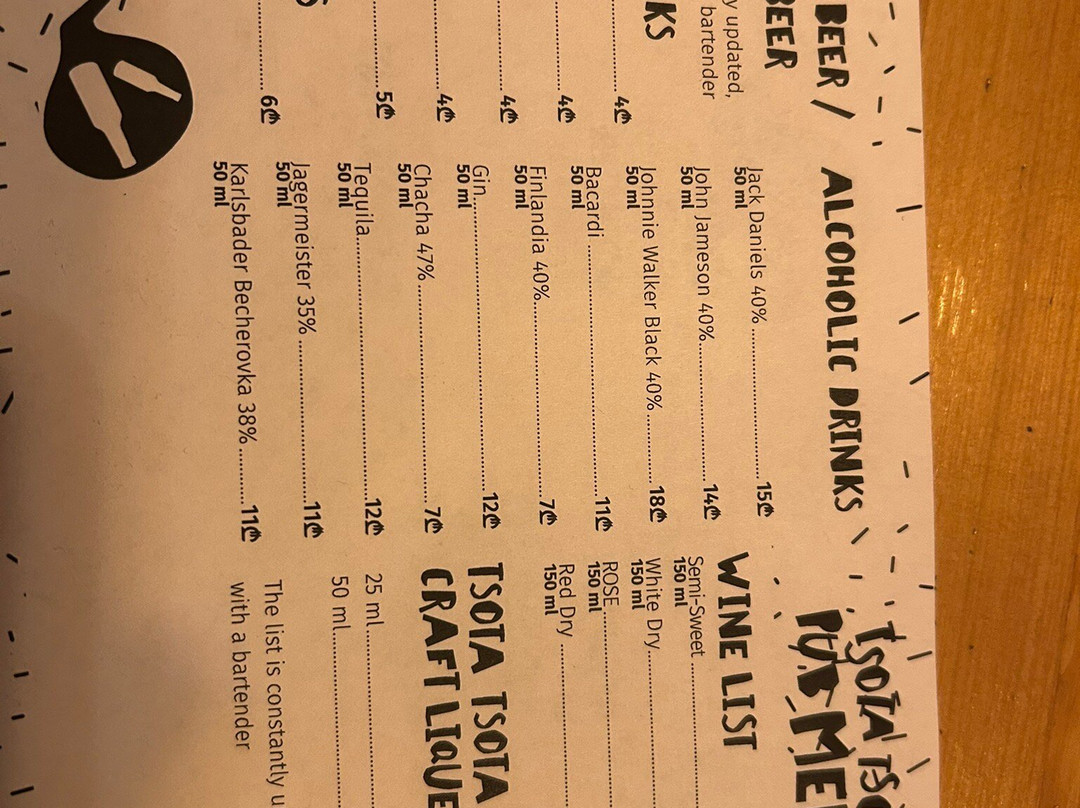 TSOTA
PUB
BEER /
BEER
y updated,
bartender
KS
4₾
4₾
4₾
4₾
5₾
6₾
ALCOHOLIC DRINKS
Jack Daniels 40% 15₾
50 ml
John Jameson 40% 14₾
50 ml
Johnnie Walker Black 40% 18₾
50 ml
Bacardi 11₾
50 ml
Finlandia 40% 7₾
50 ml
Gin 12₾
50 ml
Chacha 47% 7₾
50 ml
Tequila 12₾
50 ml
Jagermeister 35% 11₾
50 ml
Karlsbader Becherovka 38% 11₾
50 ml
WINE LIST
Semi-Sweet
150 ml
White Dry
150 ml
ROSE
150 ml
Red Dry
150 ml
TSOTA TSOTA
CRAFT LIQUE
25 ml
50 ml
The list is constantly u
with a bartender